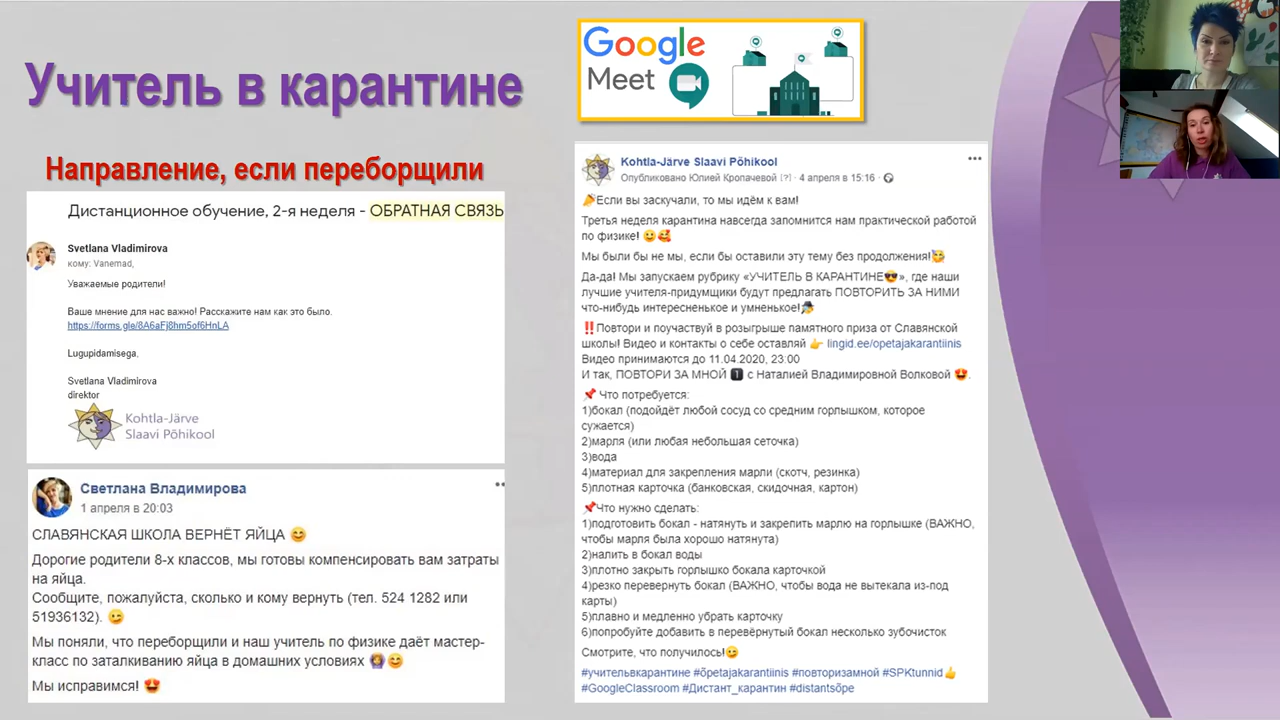 Учитель в карантине
Google
Meet
Направление, если переборщили
Дистанционное обучение, 2-я неделя - ОБРАТНАЯ СВЯЗЬ
Svetlana Vladimirova
кому: Vanemad,
Уважаемые родители!
Ваше мнение для нас важно! Расскажите нам как это было.
https://forms.gle/8A6aFj8hm5of6HnLA
Lugupidamisega,
Svetlana Vladimirova
direktor
Kohtla-Järve
Slaavi Põhikool
Светлана Владимирова
1 апреля в 20:03
СЛАВЯНСКАЯ ШКОЛА ВЕРНЁТ ЯЙЦА 😊
Дорогие родители 8-х классов, мы готовы компенсировать вам затраты
на яйца.
Сообщите, пожалуйста, сколько и кому вернуть (тел. 524 1282 или
51936132). 😉
Мы поняли, что переборщили и наш учитель по физике даёт мастер-
класс по заталкиванию яйца в домашних условиях 🤦‍♀️😊
Мы исправимся! 🤩
Kohtla-Järve Slaavi Põhikool
Опубликовано Юлией Кропачевой [?] · 4 апреля в 15:16 ·
🎉Если вы заскучали, то мы идём к вам!
Третья неделя карантина навсегда запомнится нам практической работой
по физике! 😉🥰
Мы были бы не мы, если бы оставили эту тему без продолжения!🥰
Да-да! Мы запускаем рубрику «УЧИТЕЛЬ В КАРАНТИНЕ😎», где наши
лучшие учителя-придумщики будут предлагать ПОВТОРИТЬ ЗА НИМИ
что-нибудь интересненькое и умненькое!
‼Повтори и поучаствуй в розыгрыше памятного приза от Славянской
школы! Видео и контакты о себе оставляй 👉 lingid.ee/opetajakarantiinis
Видео принимаются до 11.04.2020, 23:00
И так, ПОВТОРИ ЗА МНОЙ 1 с Наталией Владимировной Волковой 🤩.
📌 Что потребуется:
1)бокал (подойдёт любой сосуд со средним горлышком, которое
сужается)
2)марля (или любая небольшая сеточка)
3)вода
4)материал для закрепления марли (скотч, резинка)
5)плотная карточка (банковская, скидочная, картон)
📌Что нужно сделать:
1)подготовить бокал - натянуть и закрепить марлю на горлышке (ВАЖНО,
чтобы марля была хорошо натянута)
2)налить в бокал воды
3)плотно закрыть горлышко бокала карточкой
4)резко перевернуть бокал (ВАЖНО, чтобы вода не вытекала из-под
карты)
5)плавно и медленно убрать карточку
6)попробуйте добавить в перевёрнутый бокал несколько зубочисток
Смотрите, что получилось!😉
#учительвкарантине #õpetajakarantiinis #повторизамной #SPKtunnid👍
#GoogleClassroom #Дистант_карантин #distantsõpe